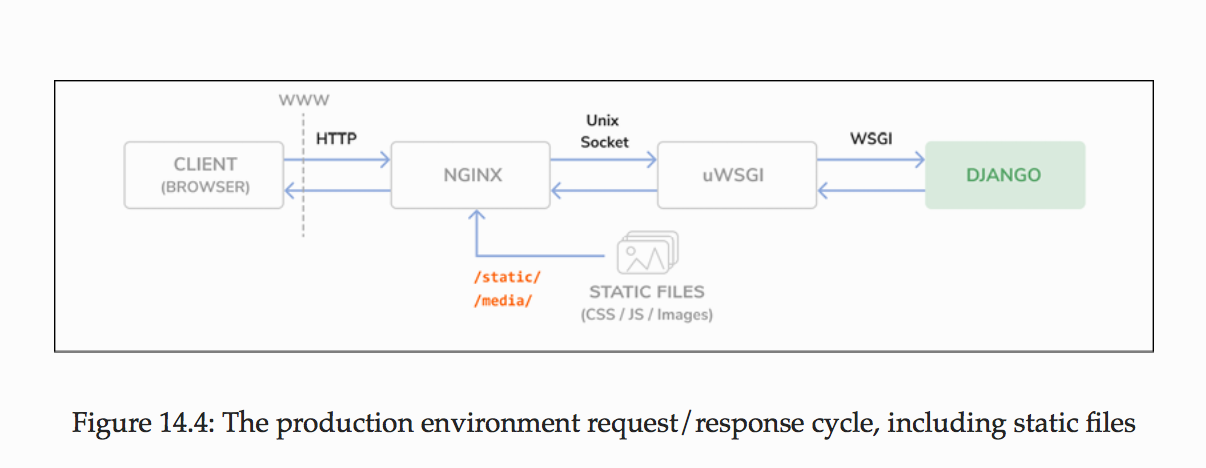 WWW
HTTP
Unix
Socket
WSGI
CLIENT
(BROWSER)
NGINX
uWSGI
DJANGO
/static/
/media/
STATIC FILES
(CSS / JS / Images)
Figure 14.4: The production environment request/response cycle, including static files